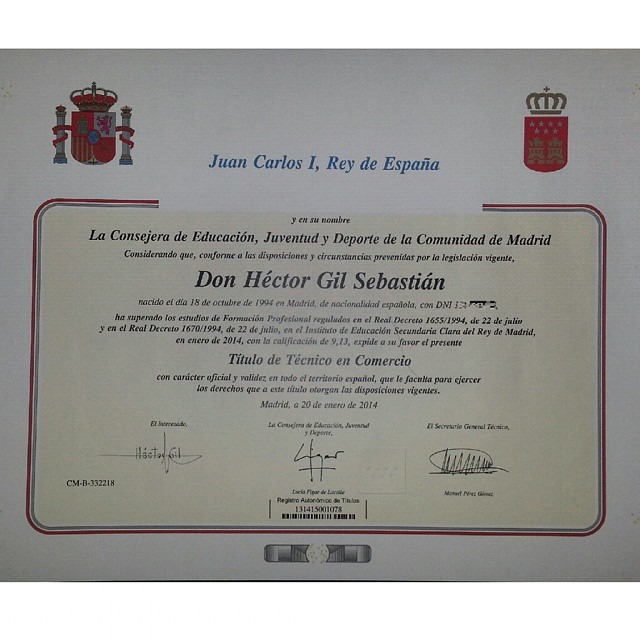 Juan Carlos I, Rey de España
y en su nombre
La Consejera de Educación, Juventud y Deporte de la Comunidad de Madrid
Considerando que, conforme a las disposiciones y circunstancias prevenidas por la legislación vigente,
Don Héctor Gil Sebastián
nacido el día 18 de octubre de 1994 en Madrid, de nacionalidad española, con DNI
ha superado los estudios de Formación Profesional regulados en el Real Decreto 1655/1994, de 22 de julio
y en el Real Decreto 1670/1994, de 22 de julio, en el Instituto de Educación Secundaria Clara del Rey de Madrid,
en enero de 2014, con la calificación de 9,13, expide a su favor el presente
Título de Técnico en Comercio
con carácter oficial y validez en todo el territorio español, que le faculta para ejercer
los derechos que a este título otorgan las disposiciones vigentes.
Madrid, a 20 de enero de 2014
El interesado,
La Consejera de Educación, Juventud
y Deporte,
El Secretario General Técnico,
Héctor Gil
Figar
CM-B-332218
Lucía Figar de Lacalle
Manuel Pérez Gómez
Registro Autonómico de Títulos
131415001078